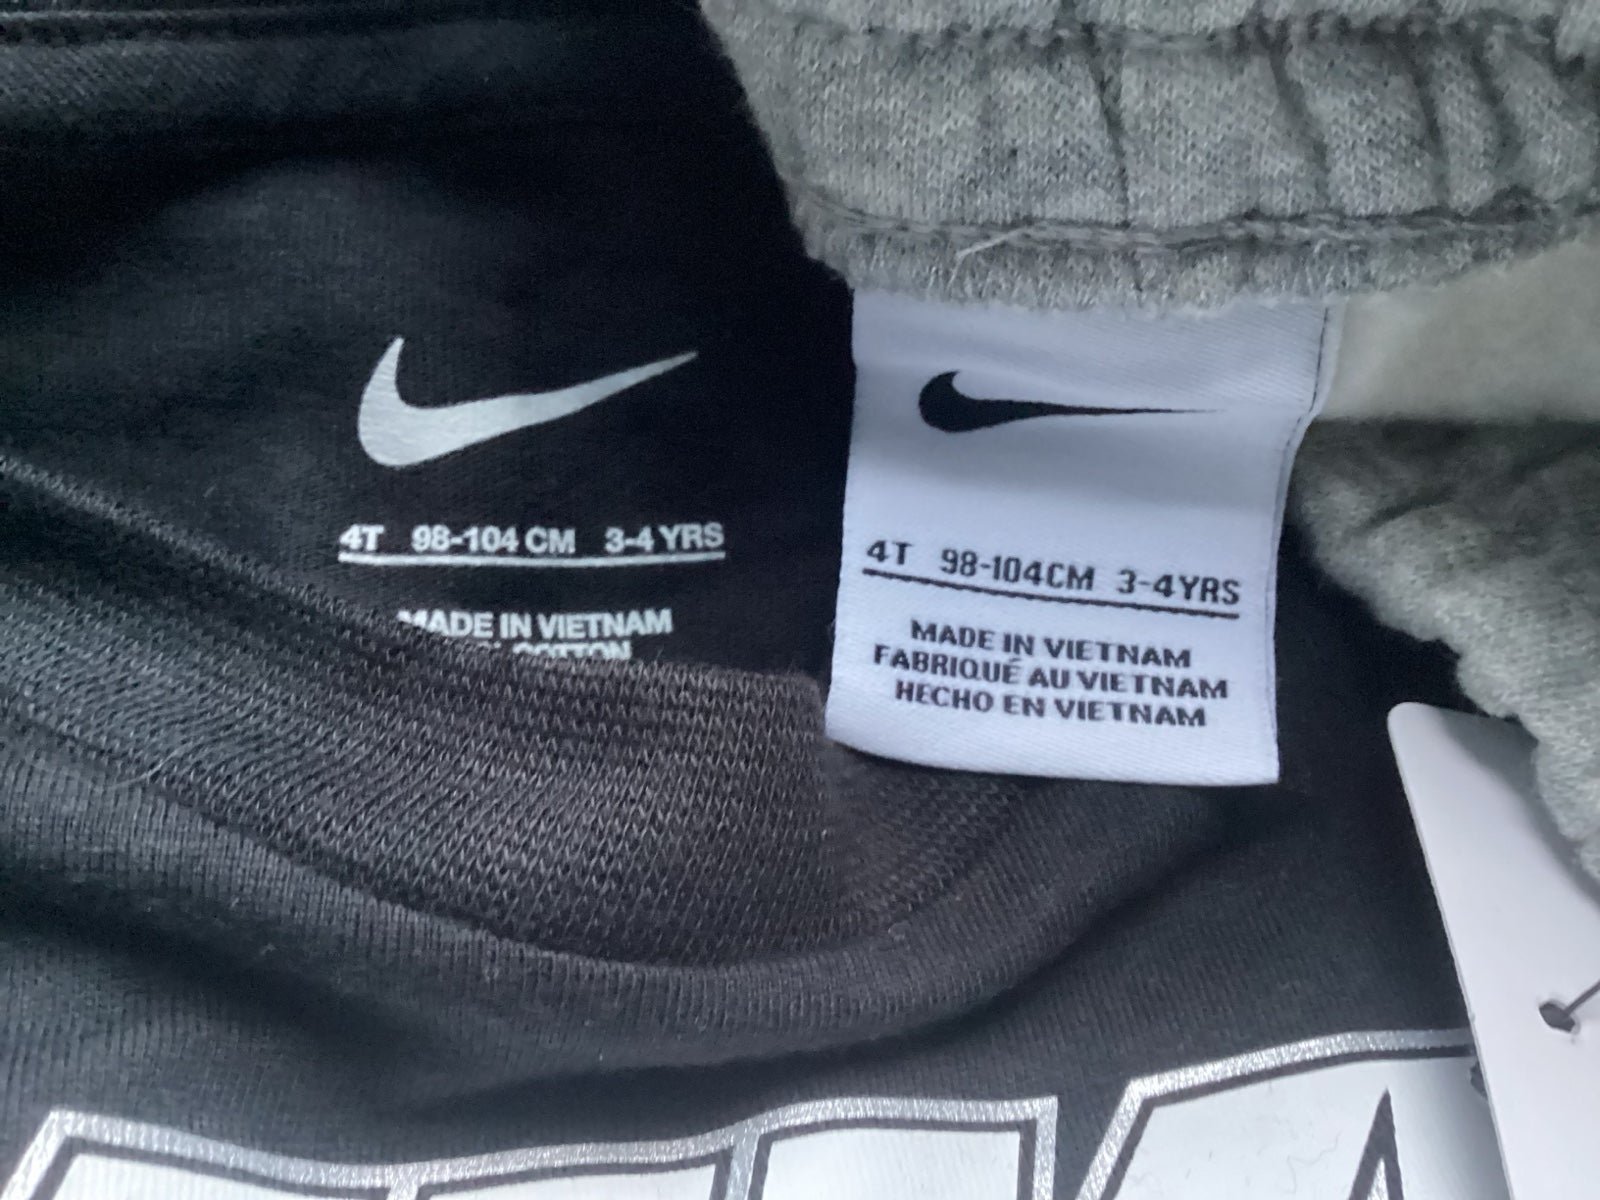 4T 98-104 CM 3-4 YRS
MADE IN VIETNAM
COTTON
4T 98-104CM 3-4YRS
MADE IN VIETNAM
FABRIQUÉ AU VIETNAM
HECHO EN VIETNAM